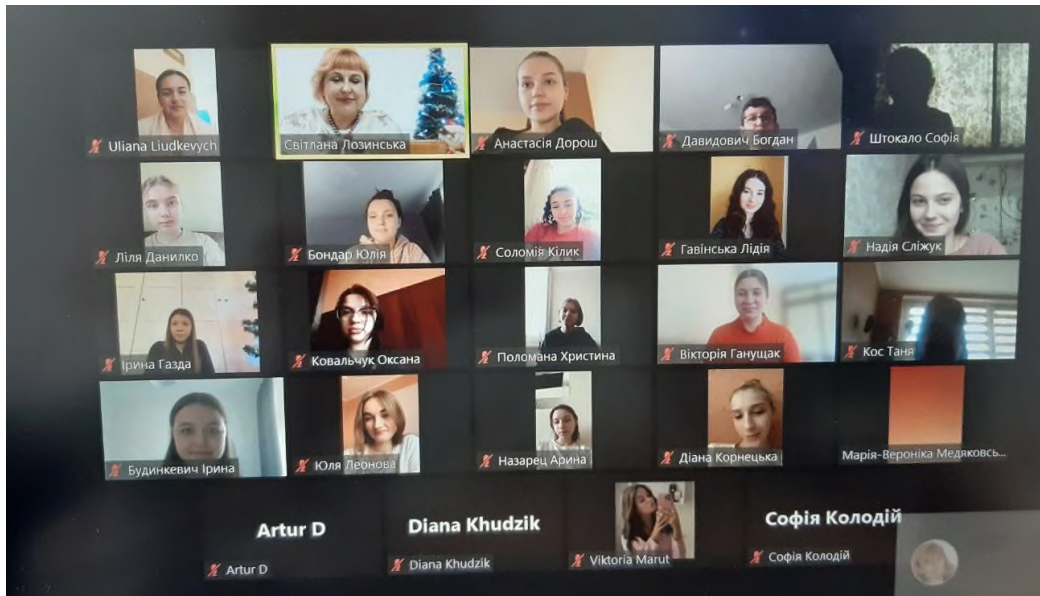 Uliana Liudkevych
Світлана Лозинська
Анастасія Дорош
Давидович Богдан
Штокало Софія
Ліля Данилко
Бондар Юлія
Соломія Кілик
Гавінська Лідія
Надія Сліжук
Ірина Газда
Ковальчук Оксана
Поломана Христина
Вікторія Ганущак
Кос Таня
Будинкевич Ірина
Юля Леонова
Назарец Арина
Діана Корнецька
Марія-Вероніка Медяковсь...
Artur D
Diana Khudzik
Софія Колодій
Artur D
Diana Khudzik
Viktoria Marut
Софія Колодій